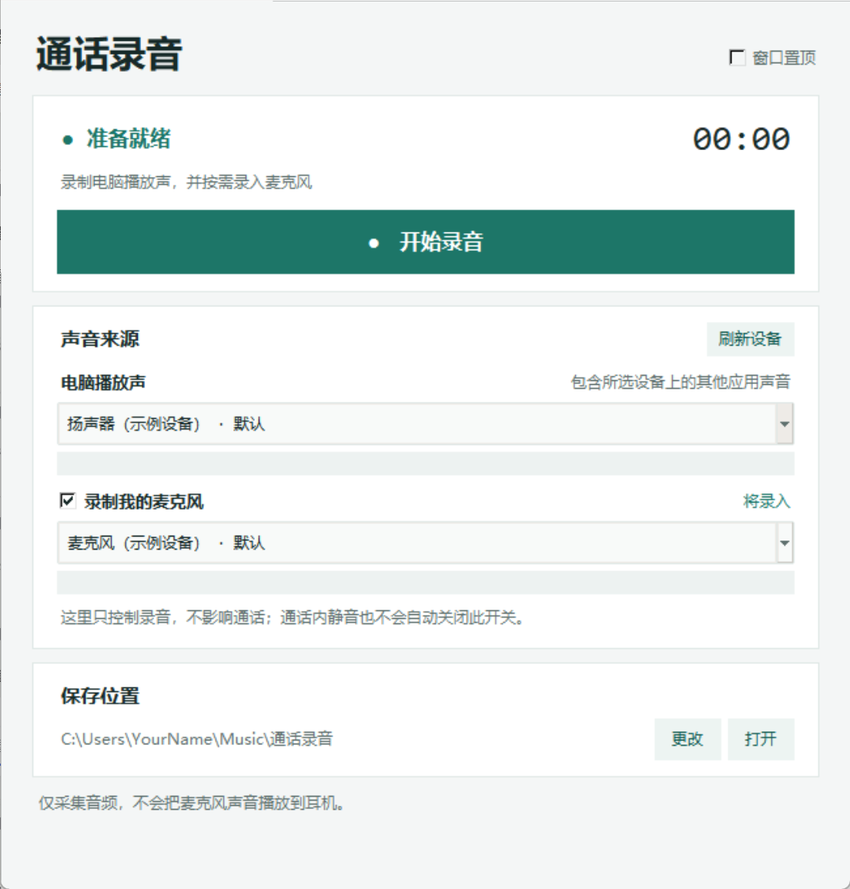 通话录音
窗口置顶
● 准备就绪
00:00
录制电脑播放声，并按需录入麦克风
● 开始录音
声音来源
刷新设备
电脑播放声
包含所选设备上的其他应用声音
扬声器（示例设备） · 默认
录制我的麦克风
将录入
麦克风（示例设备） · 默认
这里只控制录音，不影响通话；通话内静音也不会自动关闭此开关。
保存位置
C:\Users\YourName\Music\通话录音
更改
打开
仅采集音频，不会把麦克风声音播放到耳机。